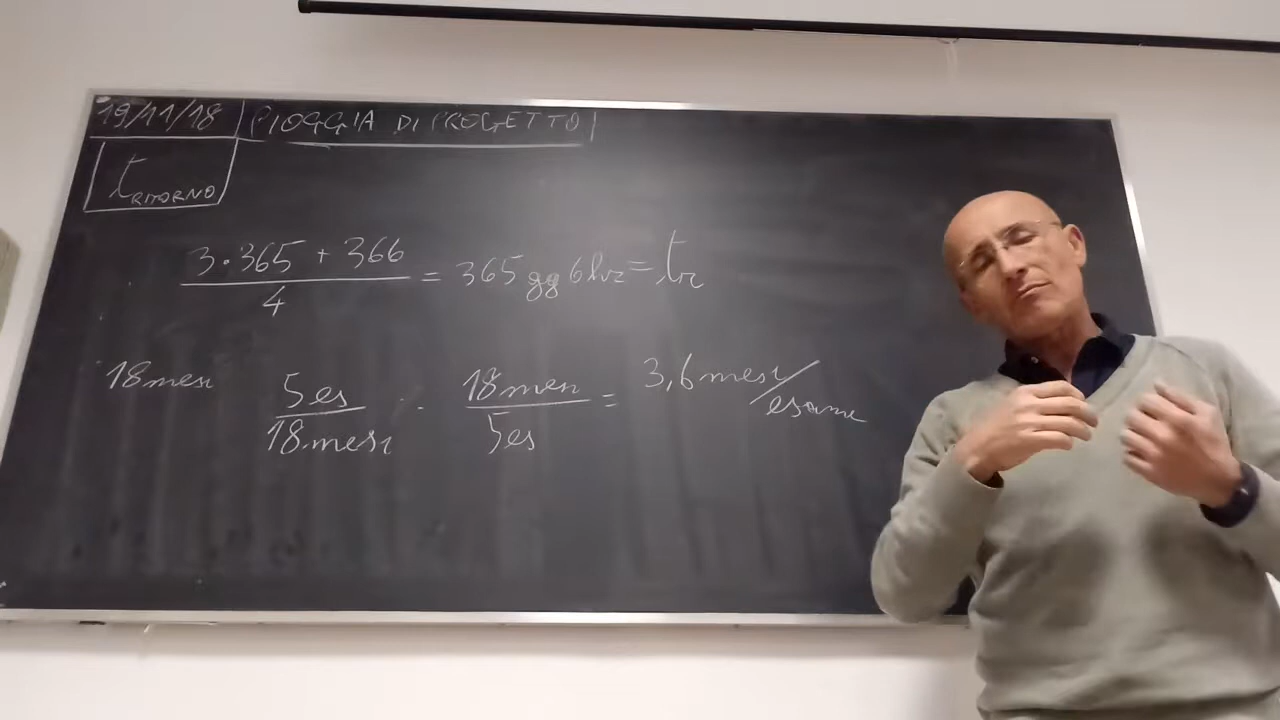 19/11/18 PIOGGIA DI PROGETTO
t RITORNO
3·365 + 366
4
= 365 gg 6 hr = tr
18 mesi
5 es
18 mesi
18 mesi
5 es
= 3,6 mesi/esame